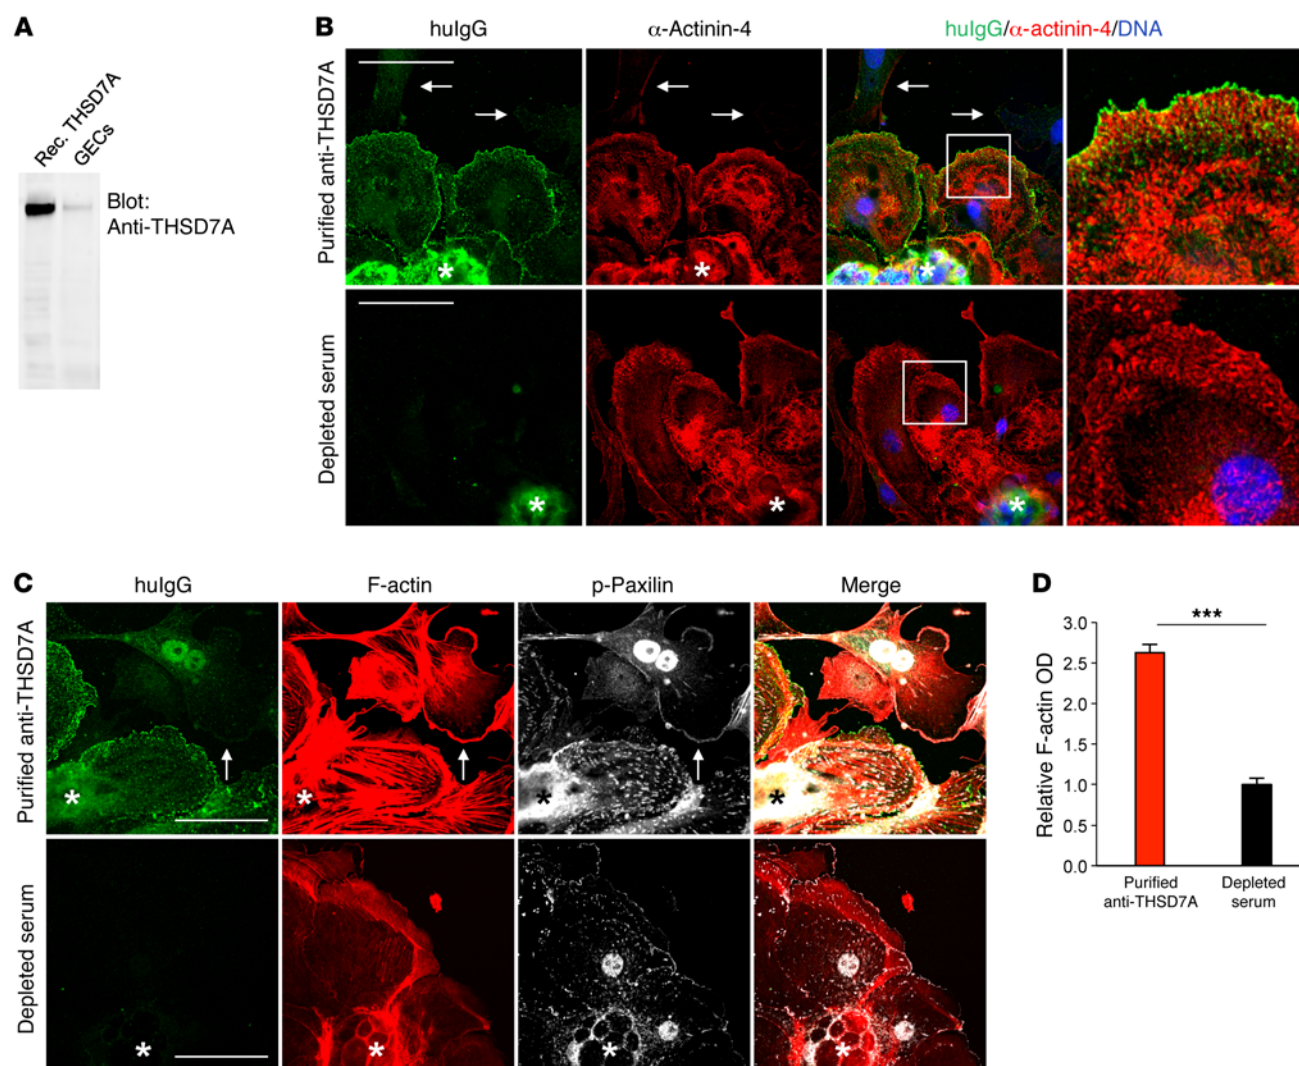 A
Rec. THSD7A
GECs
Blot:
Anti-THSD7A
B
huIgG
α-Actinin-4
huIgG/α-actinin-4/DNA
Purified anti-THSD7A
*
*
*
Depleted serum
*
*
*
C
huIgG
F-actin
p-Paxilin
Merge
Purified anti-THSD7A
*
*
*
*
Depleted serum
*
*
*
*
D
Relative F-actin OD
3.0
2.5
2.0
1.5
1.0
0.5
0.0
***
Purified
anti-THSD7A
Depleted
serum